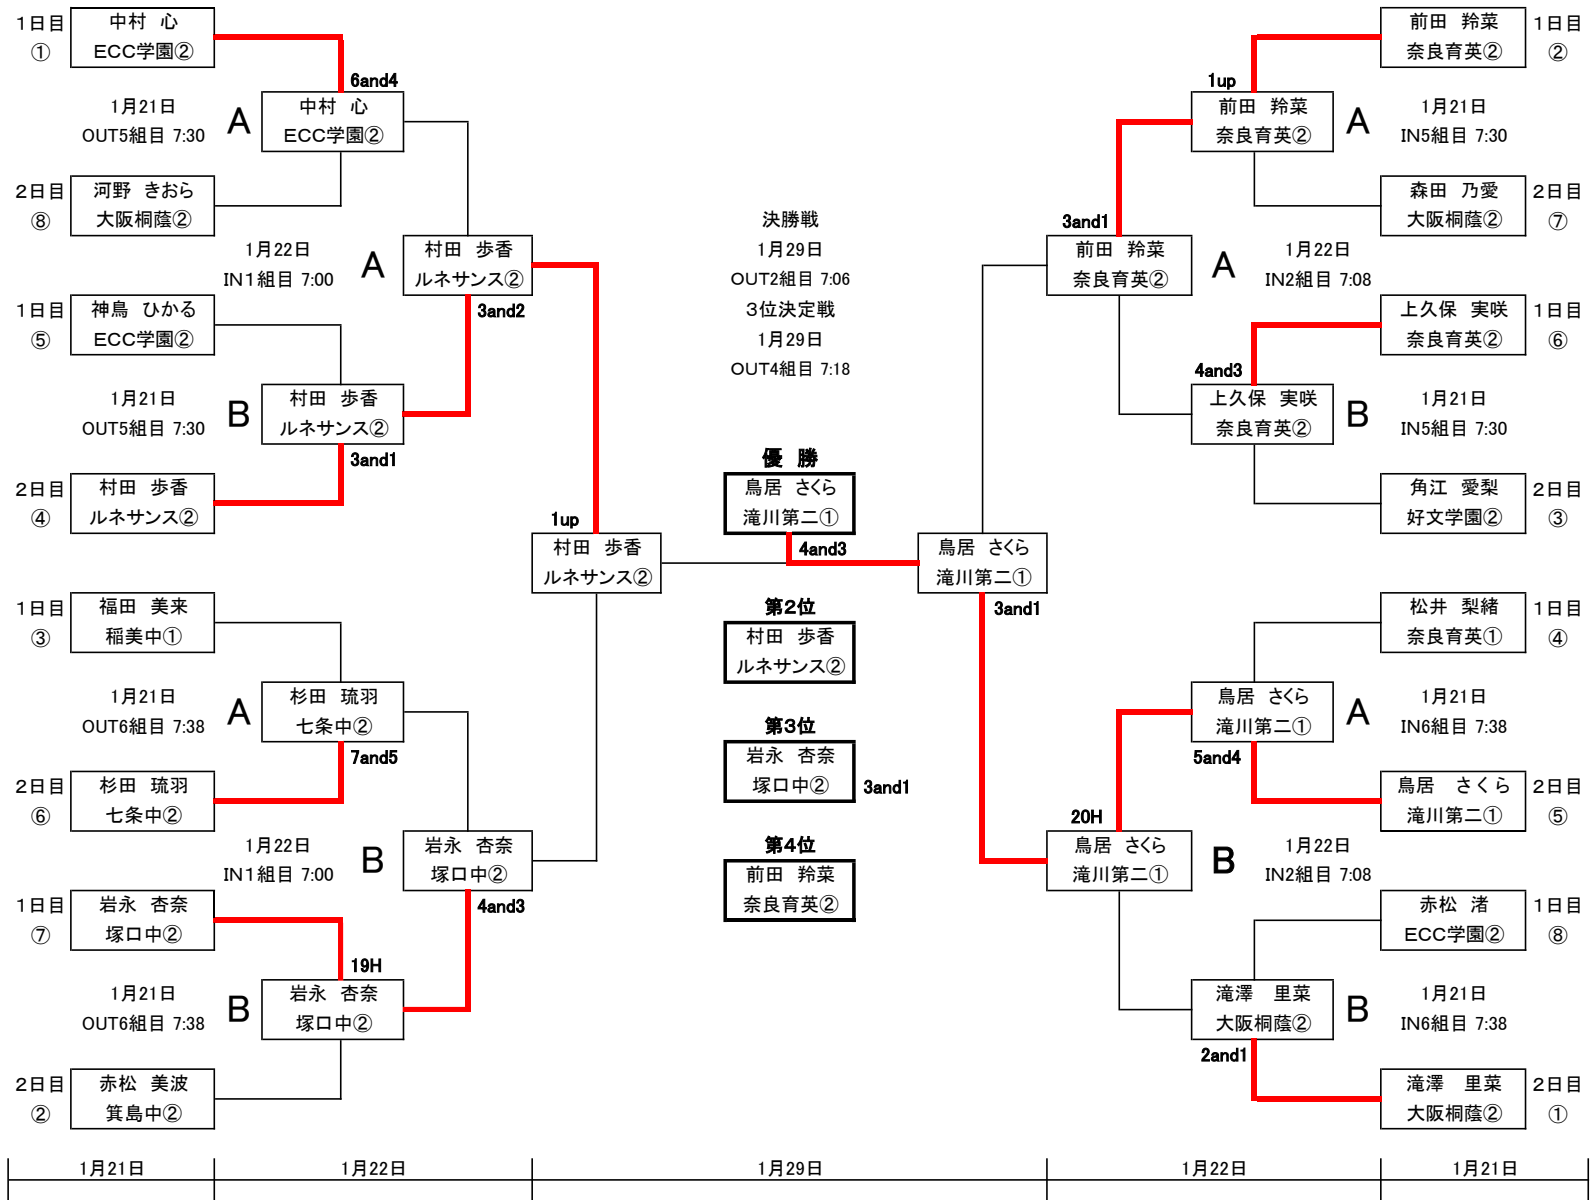 1日目
①
中村 心
ECC学園②
6and4
1月21日
OUT5組目 7:30
A
中村 心
ECC学園②
2日目
⑧
河野 きおら
大阪桐蔭②
1月22日
IN1組目 7:00
A
村田 歩香
ルネサンス②
3and2
1日目
⑤
神鳥 ひかる
ECC学園②
1月21日
OUT5組目 7:30
B
村田 歩香
ルネサンス②
3and1
2日目
④
村田 歩香
ルネサンス②
1up
村田 歩香
ルネサンス②
1日目
③
福田 美来
稲美中①
1月21日
OUT6組目 7:38
A
杉田 琉羽
七条中②
7and5
2日目
⑥
杉田 琉羽
七条中②
1月22日
IN1組目 7:00
B
岩永 杏奈
塚口中②
4and3
1日目
⑦
岩永 杏奈
塚口中②
19H
1月21日
OUT6組目 7:38
B
岩永 杏奈
塚口中②
2日目
②
赤松 美波
箕島中②
決勝戦
1月29日
OUT2組目 7:06
3位決定戦
1月29日
OUT4組目 7:18
優 勝
鳥居 さくら
滝川第二①
4and3
第2位
村田 歩香
ルネサンス②
第3位
岩永 杏奈
塚口中②
3and1
第4位
前田 羚菜
奈良育英②
前田 羚菜
奈良育英②
1日目
②
1up
前田 羚菜
奈良育英②
A
1月21日
IN5組目 7:30
森田 乃愛
大阪桐蔭②
2日目
⑦
3and1
前田 羚菜
奈良育英②
A
1月22日
IN2組目 7:08
上久保 実咲
奈良育英②
1日目
⑥
4and3
上久保 実咲
奈良育英②
B
1月21日
IN5組目 7:30
角江 愛梨
好文学園②
2日目
③
鳥居 さくら
滝川第二①
3and1
松井 梨緒
奈良育英①
1日目
④
鳥居 さくら
滝川第二①
A
1月21日
IN6組目 7:38
5and4
鳥居 さくら
滝川第二①
2日目
⑤
20H
鳥居 さくら
滝川第二①
B
1月22日
IN2組目 7:08
赤松 渚
ECC学園②
1日目
⑧
滝澤 里菜
大阪桐蔭②
B
1月21日
IN6組目 7:38
2and1
滝澤 里菜
大阪桐蔭②
2日目
①
1月21日
1月22日
1月29日
1月22日
1月21日